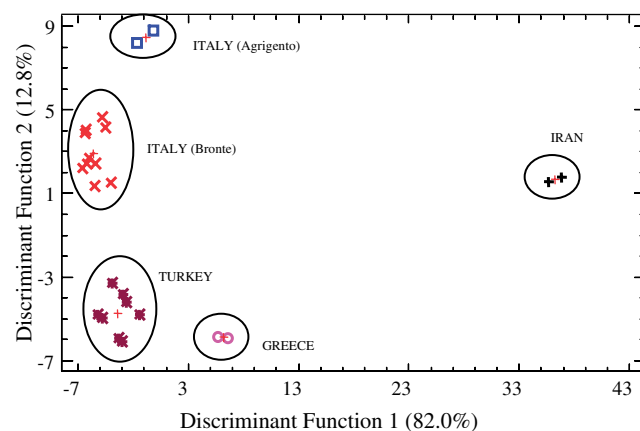 Discriminant Function 2 (12.8%)
9
5
1
-3
-7
ITALY (Agrigento)
ITALY (Bronte)
IRAN
TURKEY
GREECE
-7 3 13 23 33 43
Discriminant Function 1 (82.0%)